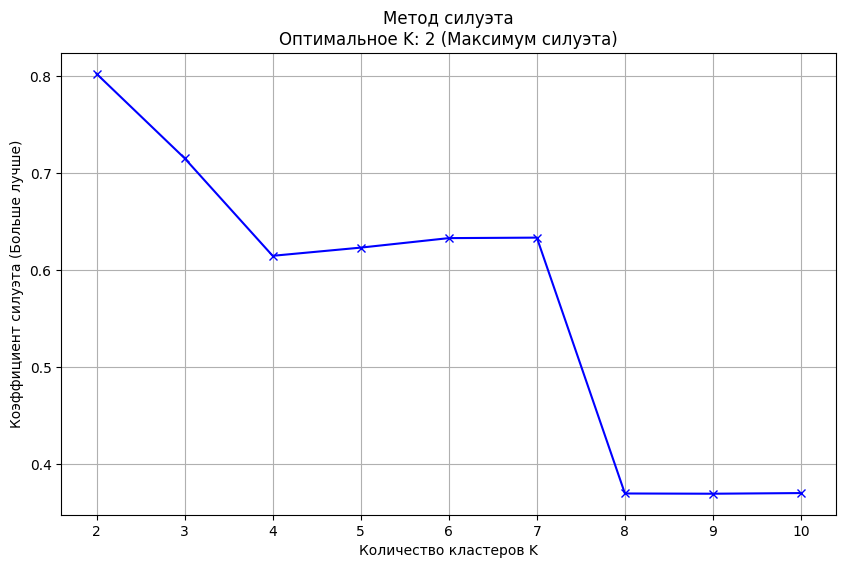 Метод силуэта
Оптимальное K: 2 (Максимум силуэта)
Коэффициент силуэта (Больше лучше)
0.8
0.7
0.6
0.5
0.4
2 3 4 5 6 7 8 9 10
Количество кластеров K